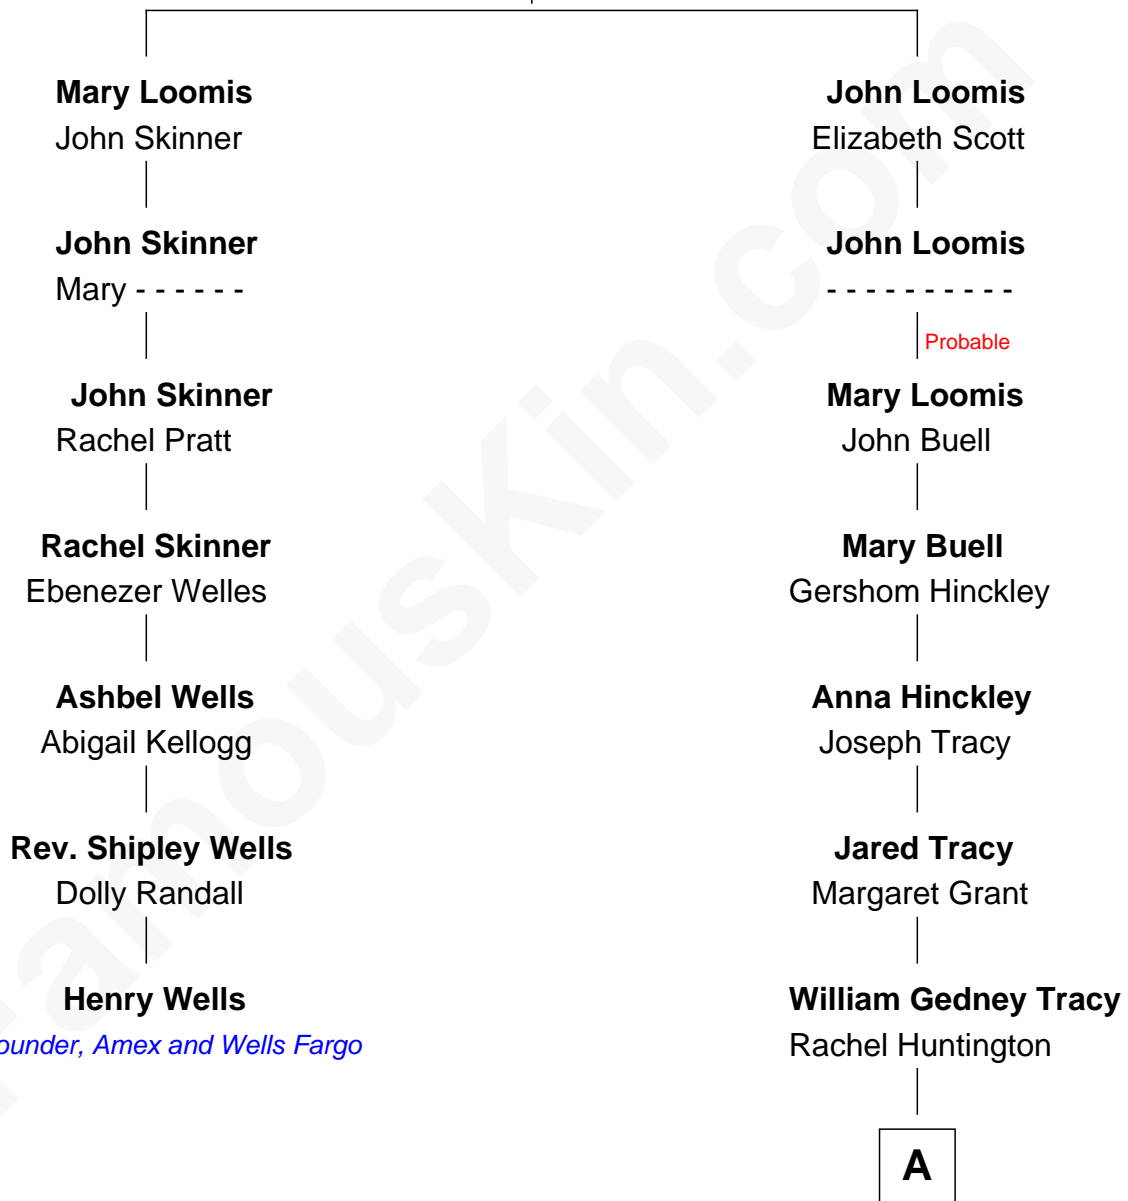 Mary Loomis
John Skinner
John Loomis
Elizabeth Scott
John Skinner
Mary - - - - - -
John Loomis
- - - - - - - - - -
Probable
John Skinner
Rachel Pratt
Mary Loomis
John Buell
Rachel Skinner
Ebenezer Welles
Mary Buell
Gershom Hinckley
Ashbel Wells
Abigail Kellogg
Anna Hinckley
Joseph Tracy
Rev. Shipley Wells
Dolly Randall
Jared Tracy
Margaret Grant
Henry Wells
ounder, Amex and Wells Fargo
William Gedney Tracy
Rachel Huntington
A
FamousKin.com